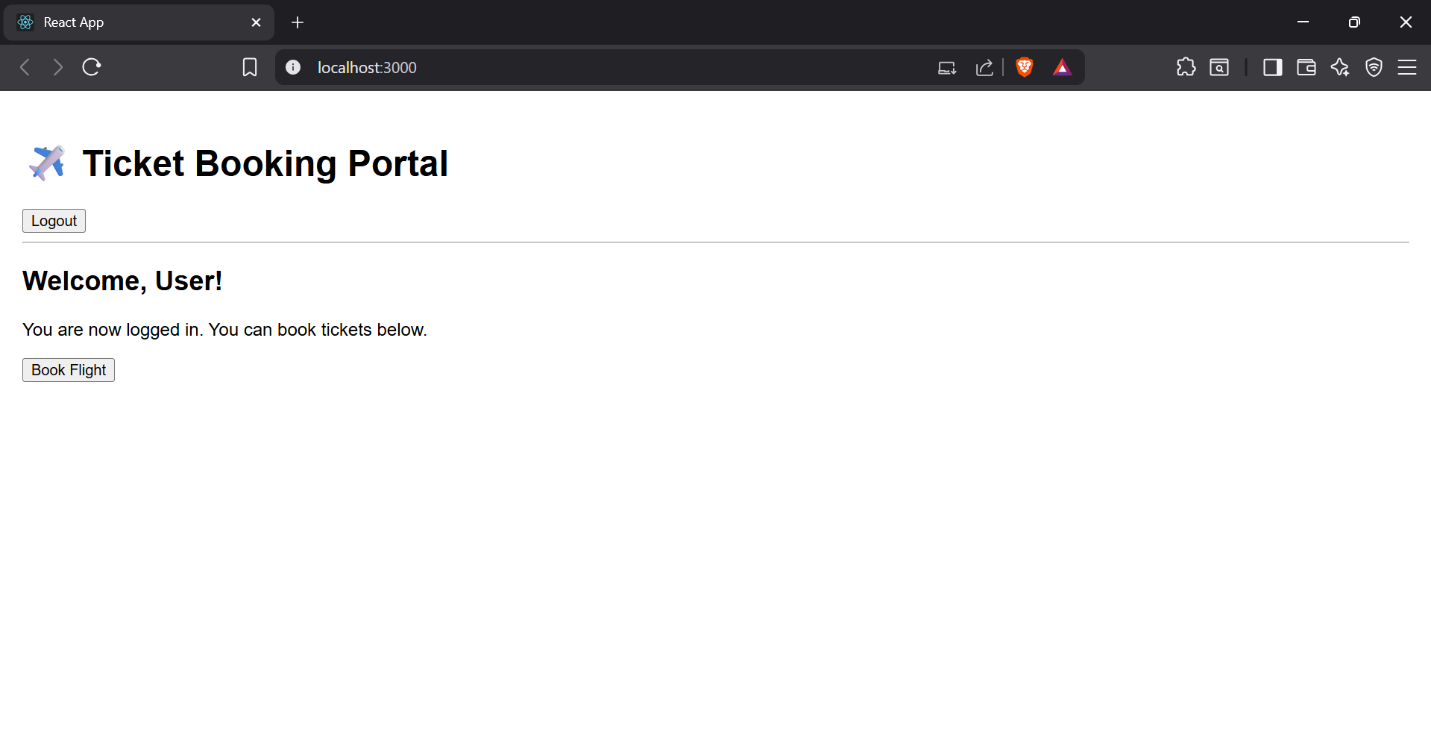 React App
localhost:3000
Ticket Booking Portal
Logout
Welcome, User!
You are now logged in. You can book tickets below.
Book Flight